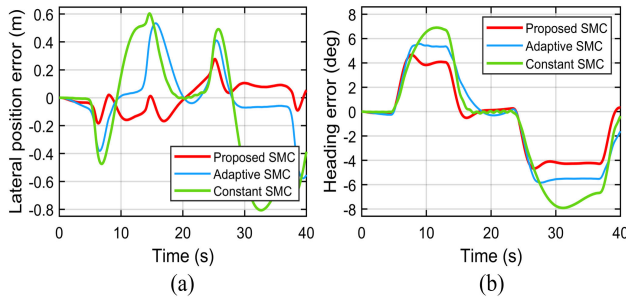 Lateral position error (m)
0.6
0.4
0.2
0
-0.2
-0.4
-0.6
-0.8
Proposed SMC
Adaptive SMC
Constant SMC
0 10 20 30 40
Time (s)
(a)
Heading error (deg)
8
6
4
2
0
-2
-4
-6
-8
Proposed SMC
Adaptive SMC
Constant SMC
0 10 20 30 40
Time (s)
(b)